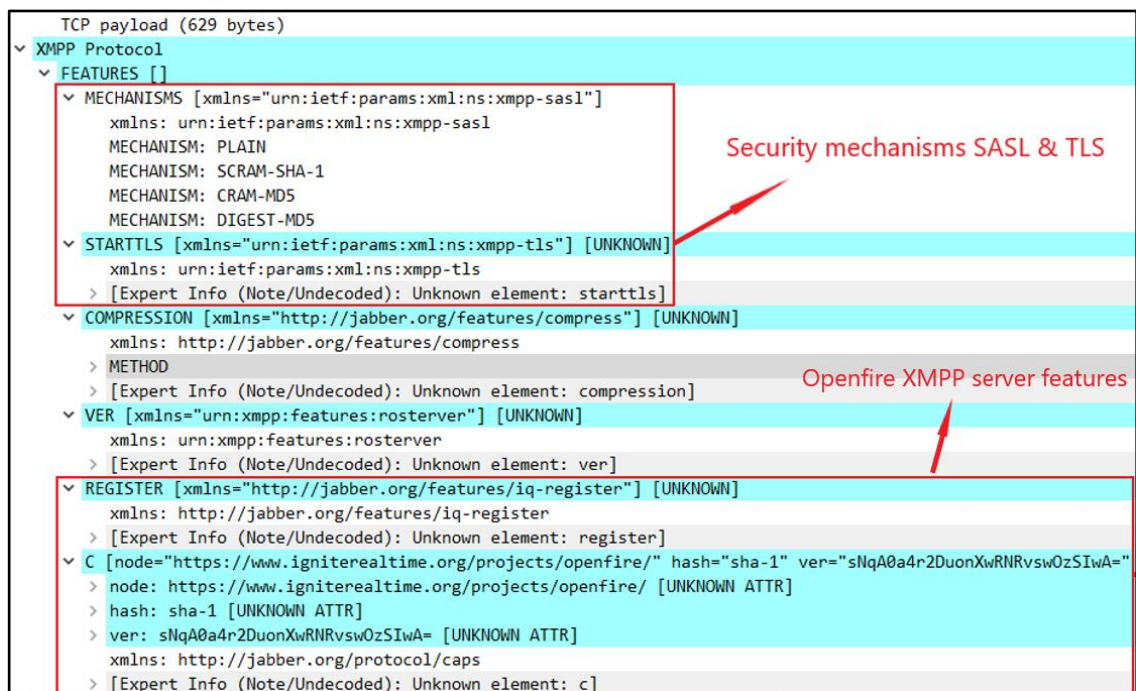 TCP payload (629 bytes)
XMPP Protocol
FEATURES []
MECHANISMS [xmlns="urn:ietf:params:xml:ns:xmpp-sasl"]
xmlns: urn:ietf:params:xml:ns:xmpp-sasl
MECHANISM: PLAIN
Security mechanisms SASL & TLS
MECHANISM: SCRAM-SHA-1
MECHANISM: CRAM-MD5
MECHANISM: DIGEST-MD5
STARTTLS [xmlns="urn:ietf:params:xml:ns:xmpp-tls"] [UNKNOWN]
xmlns: urn:ietf:params:xml:ns:xmpp-tls
[Expert Info (Note/Undecoded): Unknown element: starttls]
COMPRESSION [xmlns="http://jabber.org/features/compress"] [UNKNOWN]
xmlns: http://jabber.org/features/compress
METHOD
Openfire XMPP server features
[Expert Info (Note/Undecoded): Unknown element: compression]
VER [xmlns="urn:xmpp:features:rosterver"] [UNKNOWN]
xmlns: urn:xmpp:features:rosterver
[Expert Info (Note/Undecoded): Unknown element: ver]
REGISTER [xmlns="http://jabber.org/features/iq-register"] [UNKNOWN]
xmlns: http://jabber.org/features/iq-register
[Expert Info (Note/Undecoded): Unknown element: register]
C [node="https://www.igniterealtime.org/projects/openfire/" hash="sha-1" ver="sNqA0a4r2DuonXwRNRvswOzSIwA="
node: https://www.igniterealtime.org/projects/openfire/ [UNKNOWN ATTR]
hash: sha-1 [UNKNOWN ATTR]
ver: sNqA0a4r2DuonXwRNRvswOzSIwA= [UNKNOWN ATTR]
xmlns: http://jabber.org/protocol/caps
[Expert Info (Note/Undecoded): Unknown element: c]